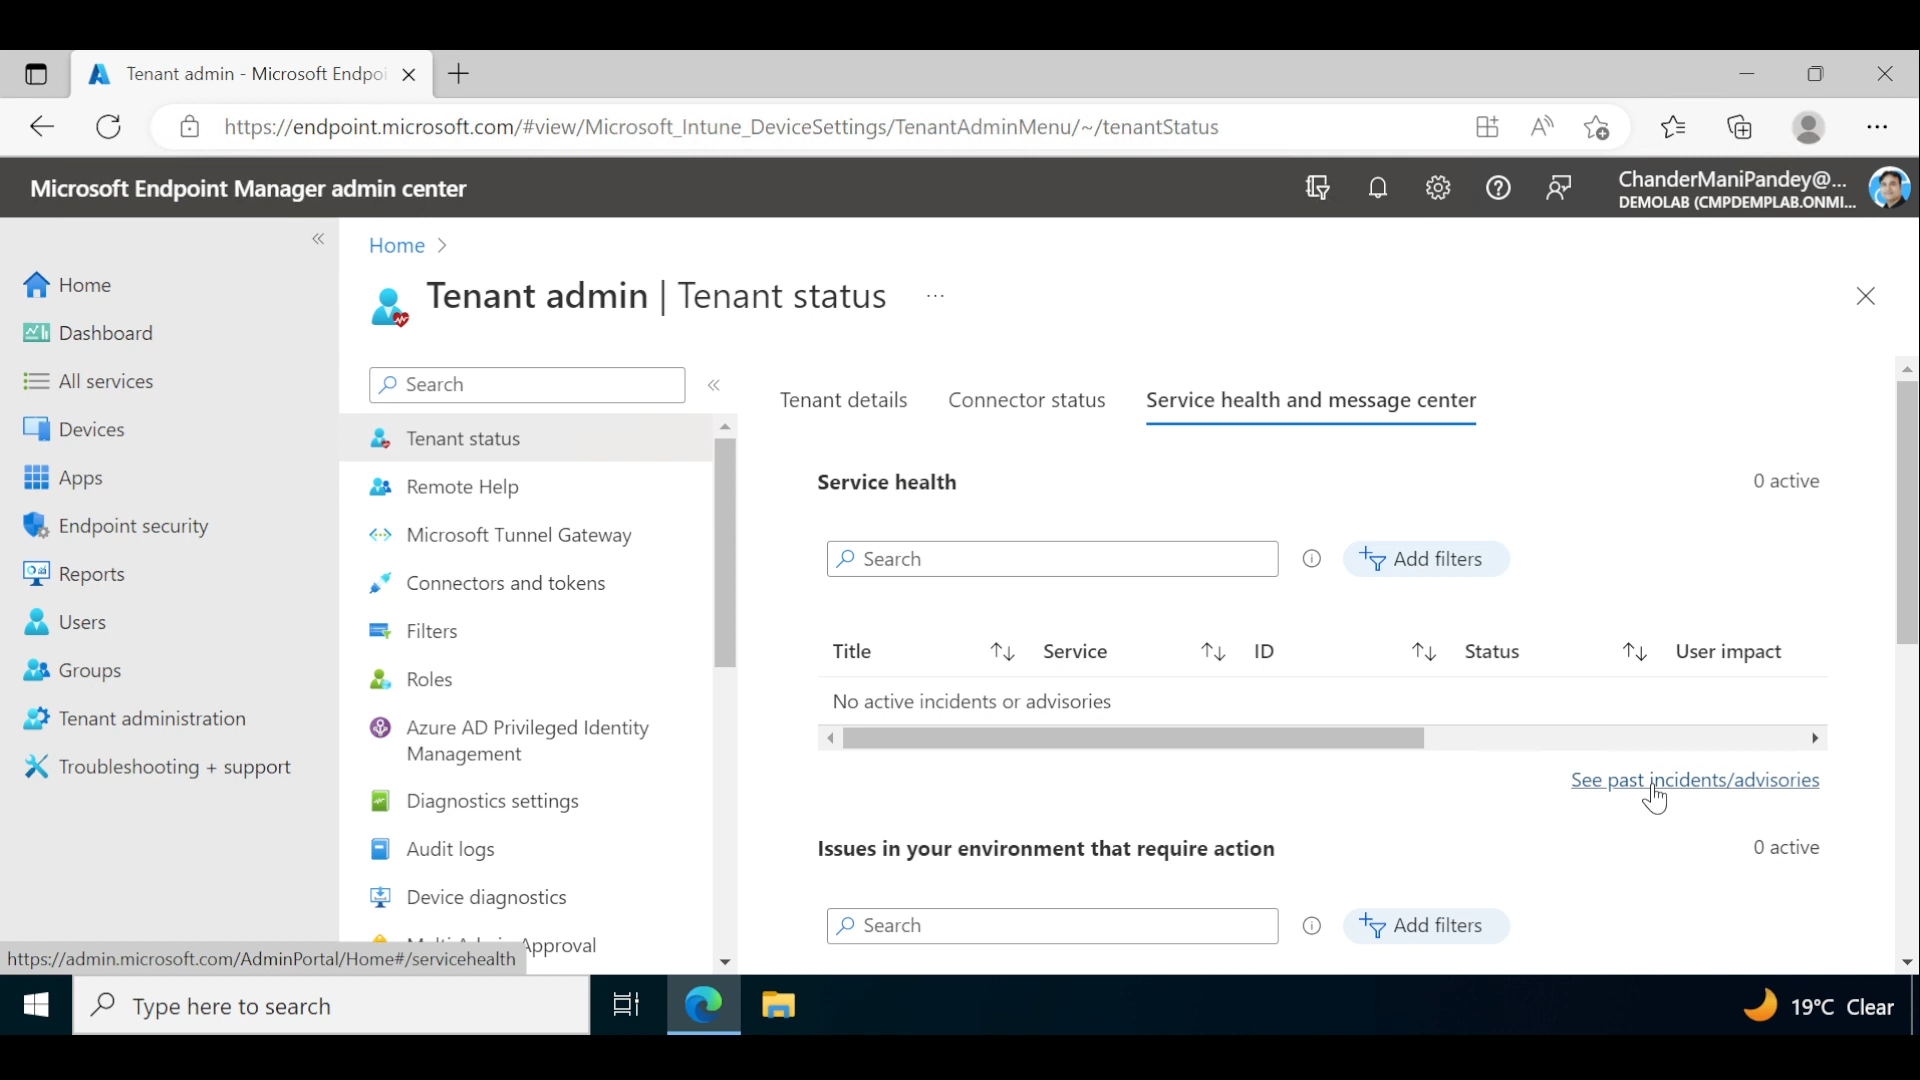 Tenant admin - Microsoft Endpoi
https://endpoint.microsoft.com/#view/Microsoft_Intune_DeviceSettings/TenantAdminMenu/~/tenantStatus
Microsoft Endpoint Manager admin center
ChanderManiPandey@...
DEMOLAB (CMPDEMPLAB.ONMI...
Home
Tenant admin | Tenant status ...
Home
Dashboard
All services
Devices
Apps
Endpoint security
Reports
Users
Groups
Tenant administration
Troubleshooting + support
Search
Tenant status
Remote Help
Microsoft Tunnel Gateway
Connectors and tokens
Filters
Roles
Azure AD Privileged Identity
Management
Diagnostics settings
Audit logs
Device diagnostics
Approval
Tenant details Connector status Service health and message center
Service health 0 active
Search Add filters
Title Service ID Status User impact
No active incidents or advisories
See past incidents/advisories
Issues in your environment that require action 0 active
Search Add filters
https://admin.microsoft.com/AdminPortal/Home#/servicehealth
Type here to search
19°C Clear